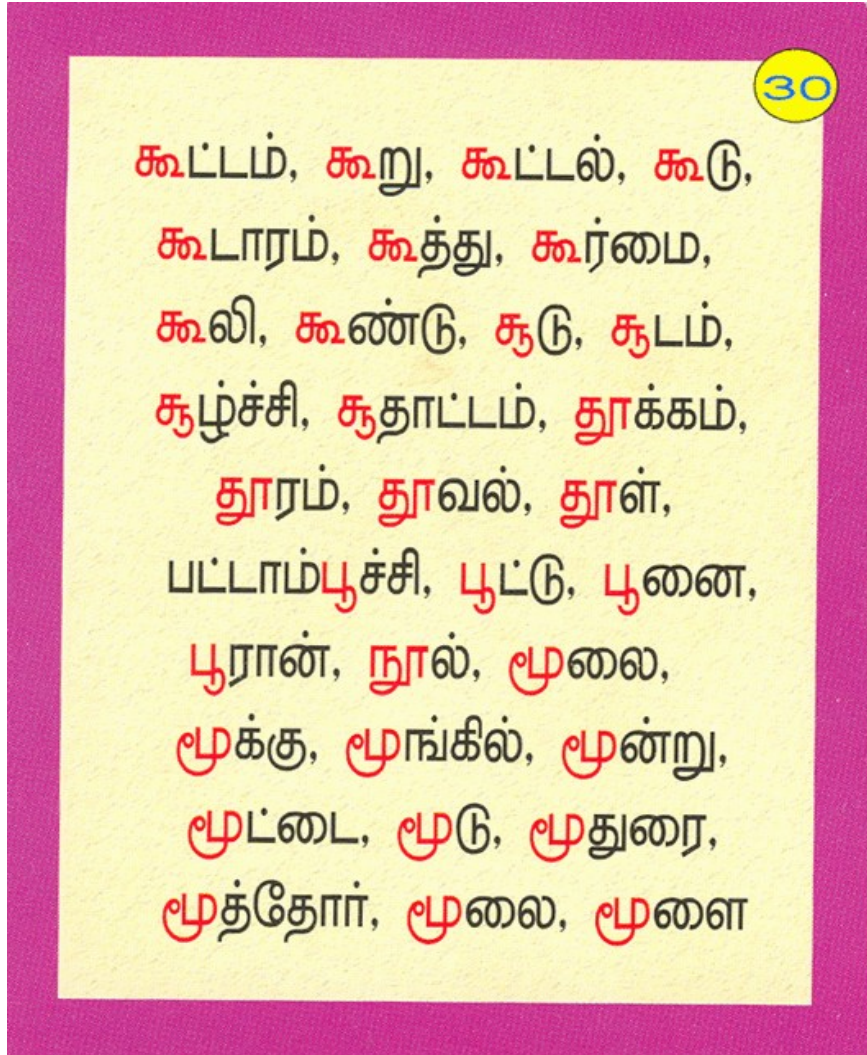 30
கூட்டம், கூறு, கூட்டல், கூடு,
கூடாரம், கூத்து, கூர்மை,
கூலி, கூண்டு, சூடு, சூடம்,
சூழ்ச்சி, சூதாட்டம், தூக்கம்,
தூரம், தூவல், தூள்,
பட்டாம்பூச்சி, பூட்டு, பூனை,
பூரான், நூல், மூலை,
மூக்கு, மூங்கில், மூன்று,
மூட்டை, மூடு, மூதுரை,
மூத்தோர், மூலை, மூளை